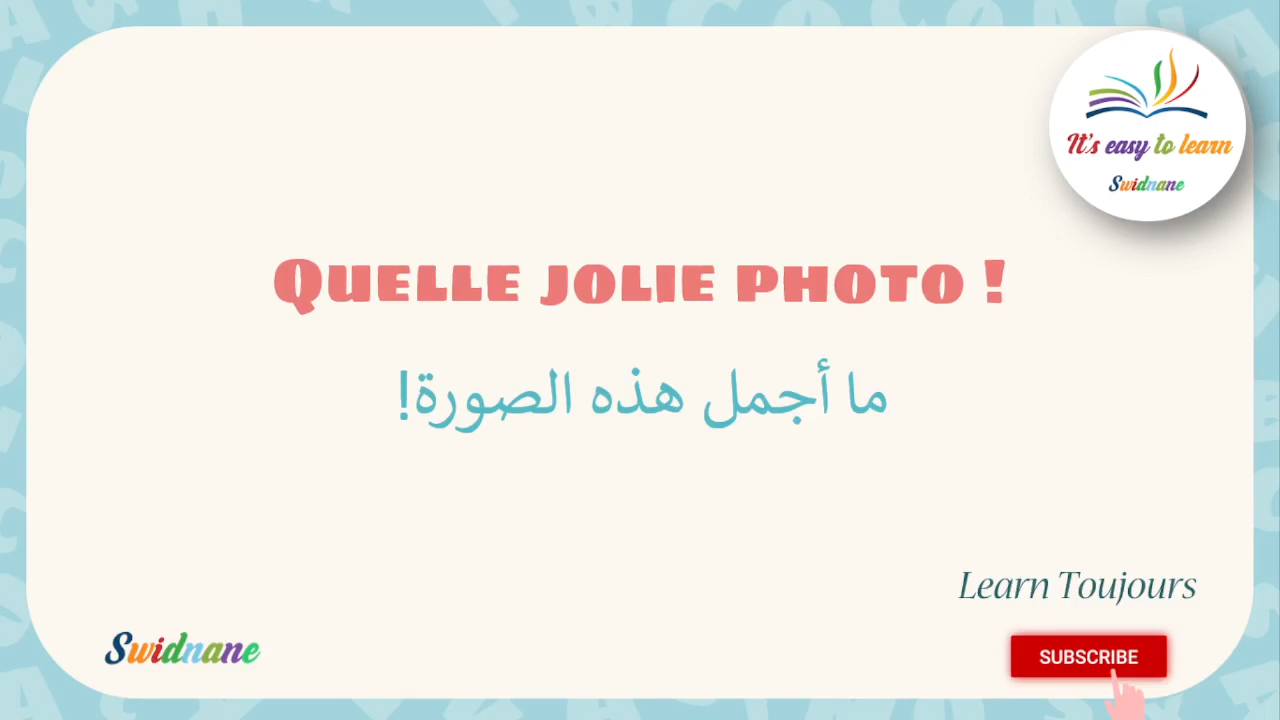 It's easy to learn
Swidnane
Quelle jolie photo !
ما أجمل هذه الصورة!
Learn Toujours
Swidnane
SUBSCRIBE